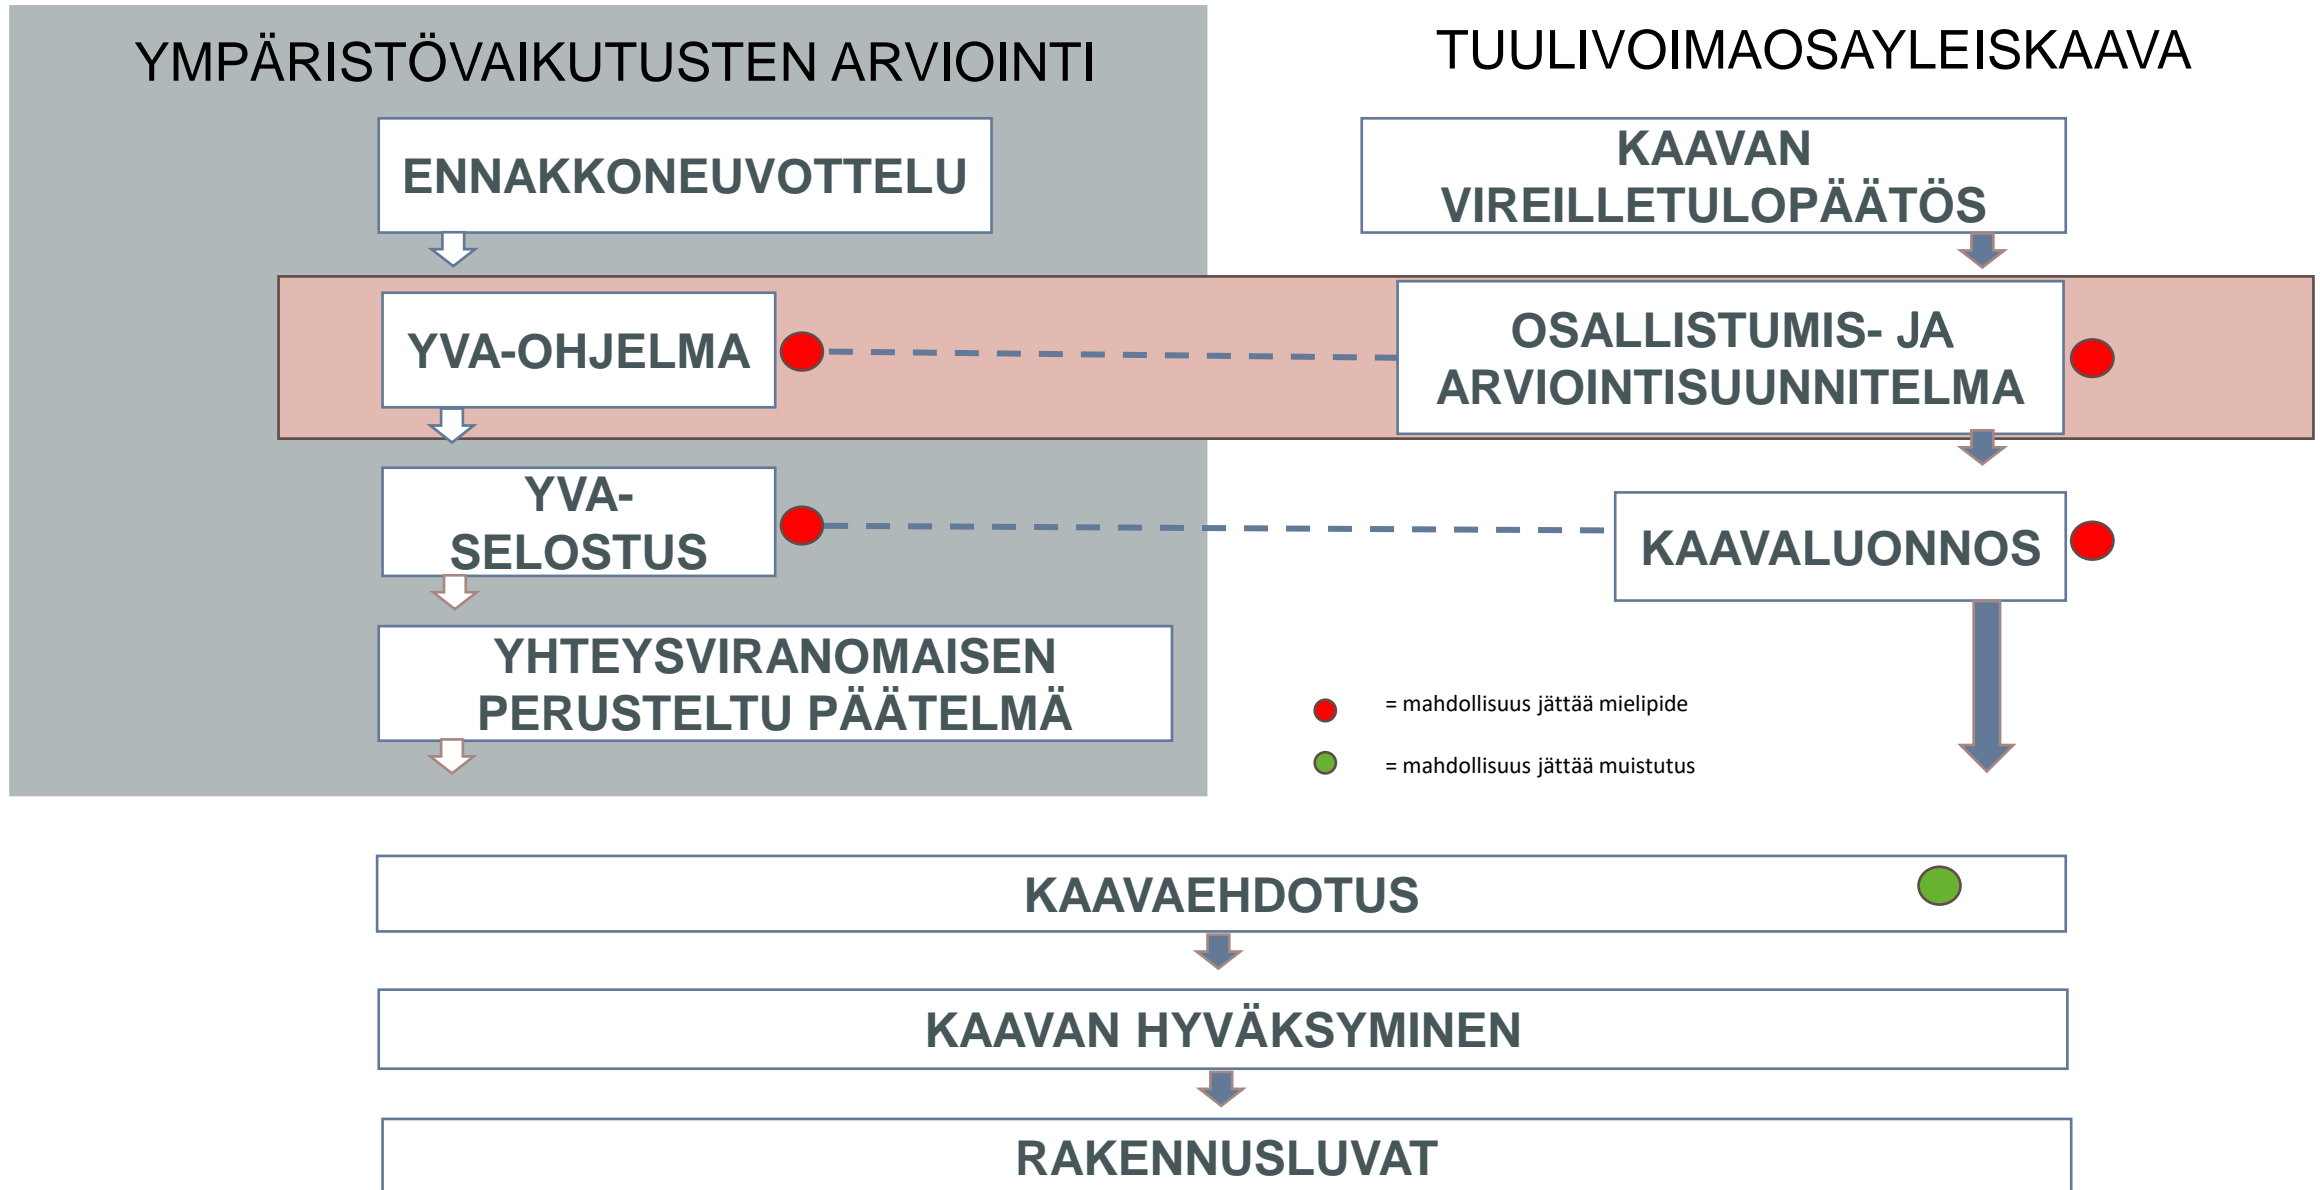 YMPÄRISTÖVAIKUTUSTEN ARVIOINTI
TUULIVOIMAOSAYLEISKAAVA
ENNAKKONEUVOTTELU
KAAVAN
VIREILLETULOPÄÄTÖS
YVA-OHJELMA
OSALLISTUMIS- JA
ARVIOINTISUUNNITELMA
YVA-
SELOSTUS
KAAVALUONNOS
YHTEYSVIRANOMAISEN
PERUSTELTU PÄÄTELMÄ
= mahdollisuus jättää mielipide
= mahdollisuus jättää muistutus
KAAVAEHDOTUS
KAAVAN HYVÄKSYMINEN
RAKENNUSLUVAT